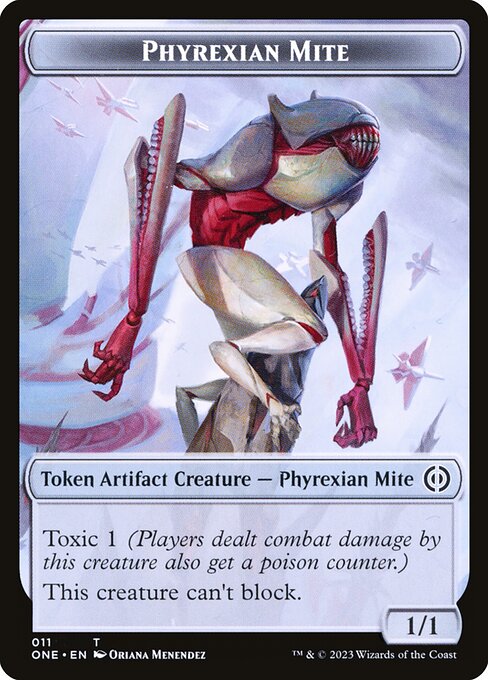 Phyrexian Mite
Token Artifact Creature — Phyrexian Mite
Toxic 1 (Players dealt combat damage by
this creature also get a poison counter.)
This creature can't block.
1/1
011 T
ONE • EN Oriana Menendez
™ & © 2023 Wizards of the Coast